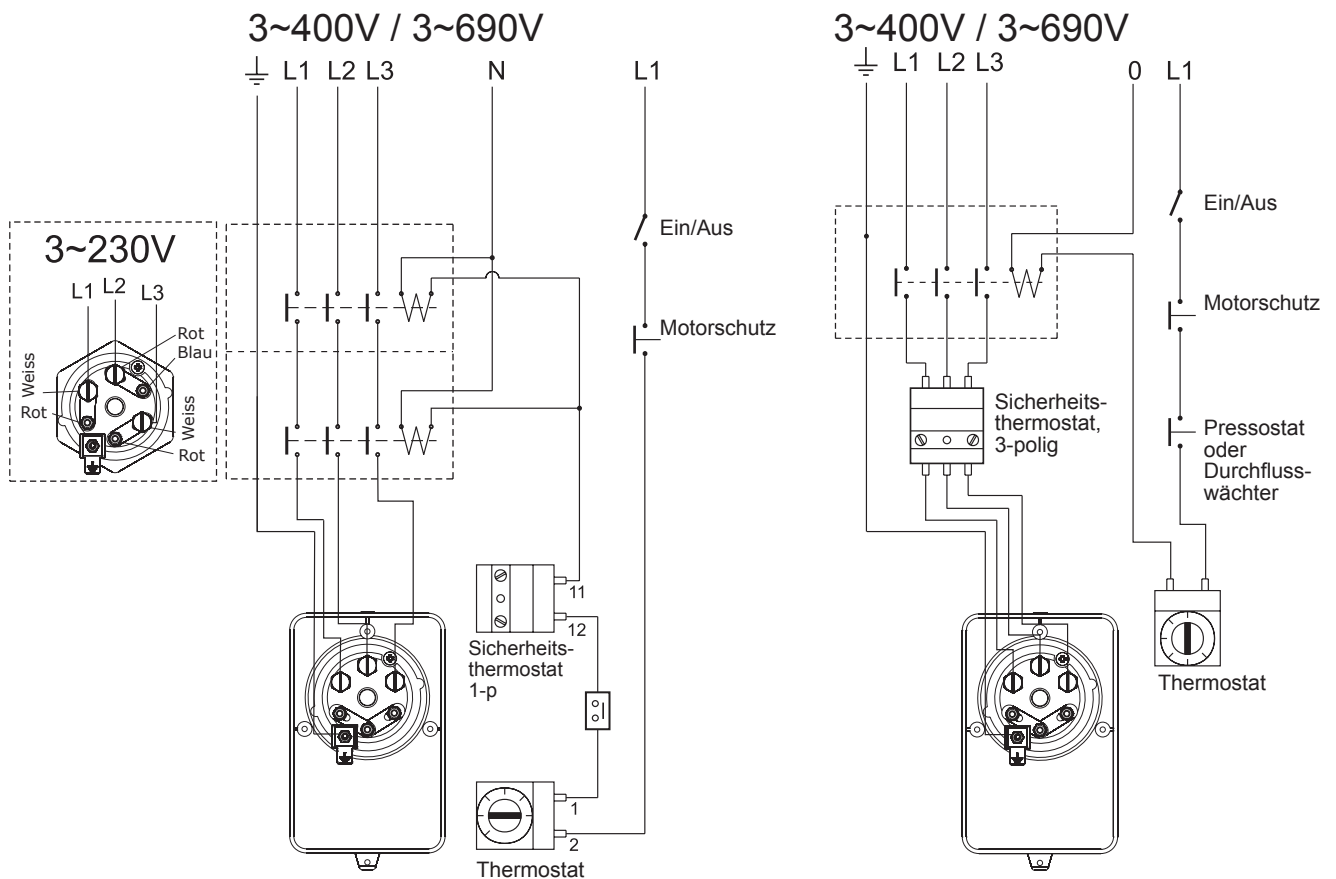 3~400V / 3~690V
L1 L2 L3 N L1
Ein/Aus
Motorschutz
3~230V
L1 L2 L3
Rot
Blau
Weiss
Rot
Weiss
Rot
11
12
Sicherheits-
thermostat
1-p
1
2
Thermostat
3~400V / 3~690V
L1 L2 L3 0 L1
Ein/Aus
Motorschutz
Sicherheits-
thermostat,
3-polig
Pressostat
oder
Durchfluss-
wächter
Thermostat